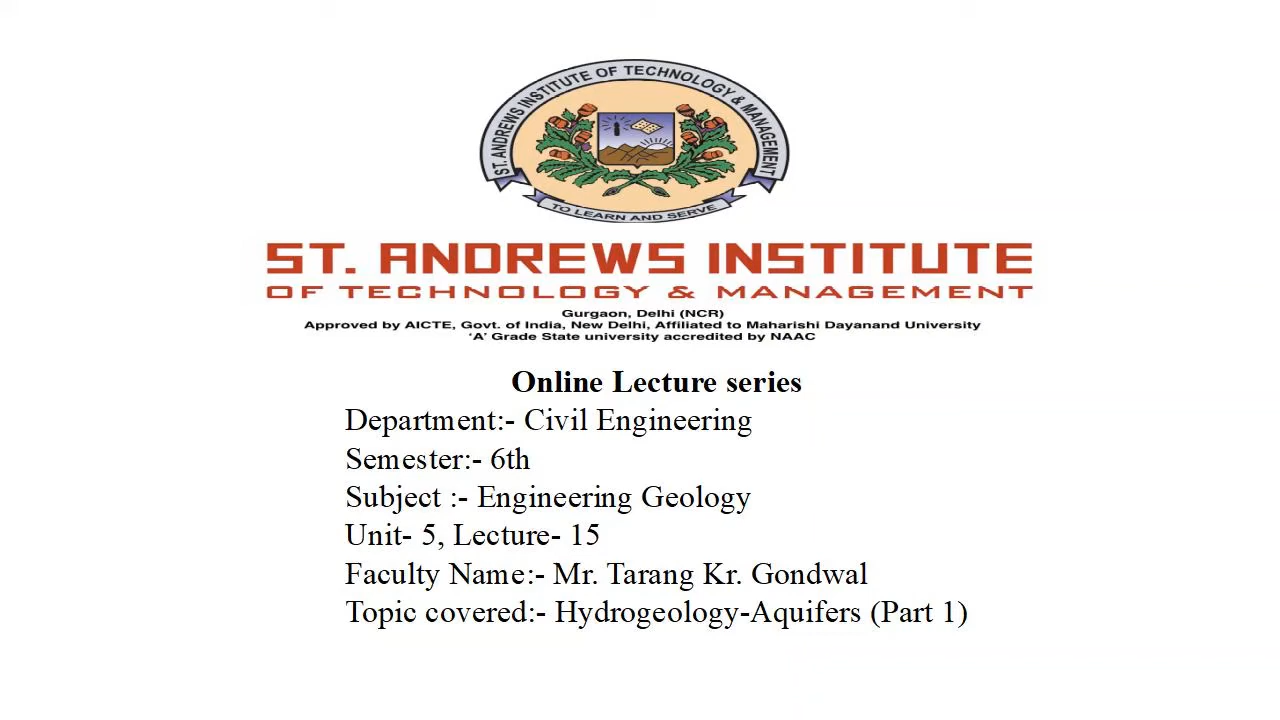 ST. ANDREWS INSTITUTE OF TECHNOLOGY & MANAGEMENT
TO LEARN AND SERVE
ST. ANDREWS INSTITUTE
OF TECHNOLOGY & MANAGEMENT
Gurgaon, Delhi (NCR)
Approved by AICTE, Govt. of India, New Delhi, Affiliated to Maharishi Dayanand University
‘A’ Grade State university accredited by NAAC
Online Lecture series
Department:- Civil Engineering
Semester:- 6th
Subject :- Engineering Geology
Unit- 5, Lecture- 15
Faculty Name:- Mr. Tarang Kr. Gondwal
Topic covered:- Hydrogeology-Aquifers (Part 1)